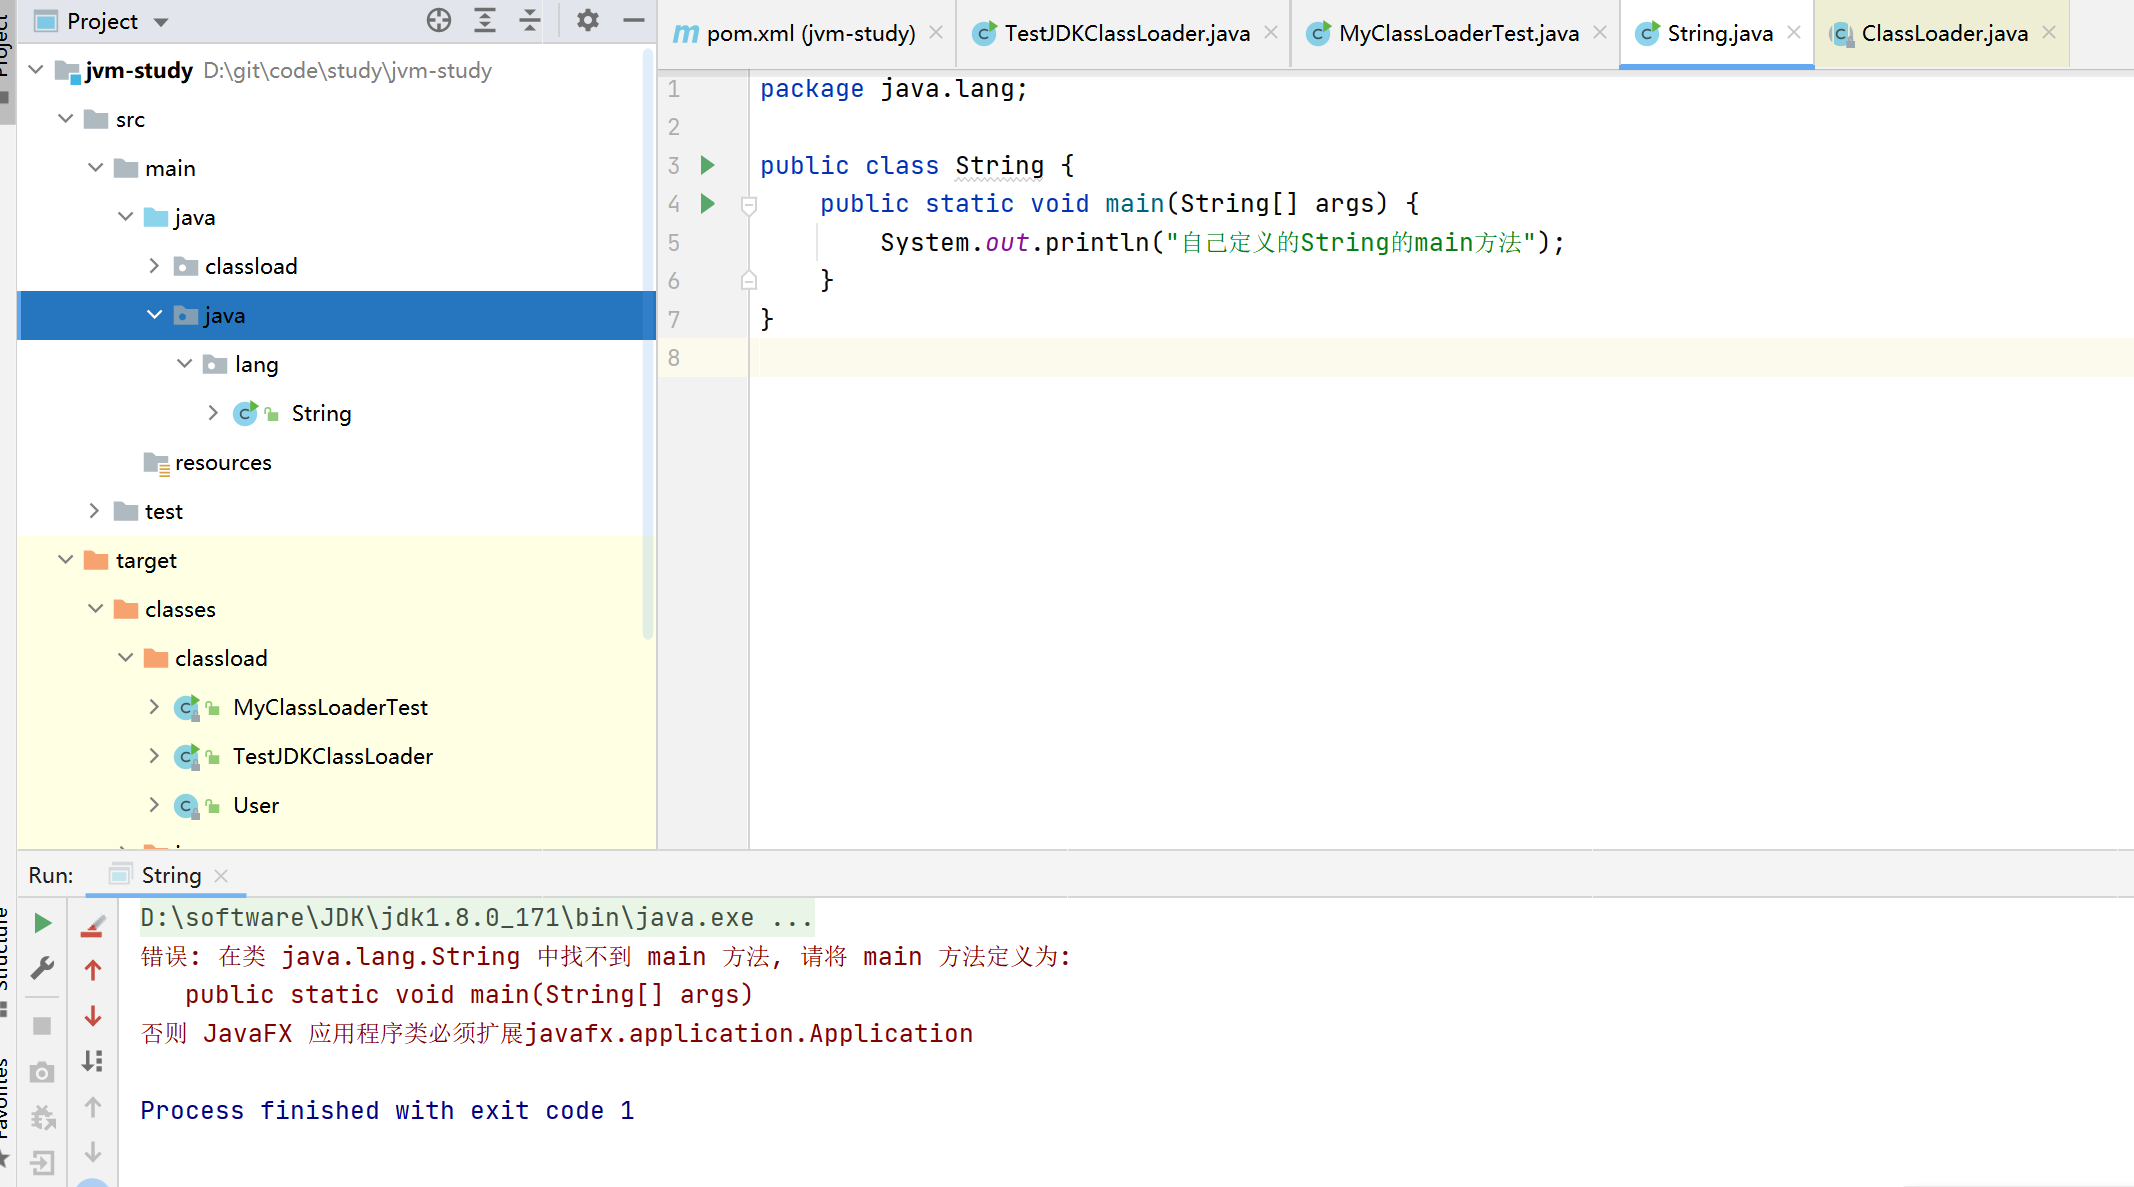 Project
pom.xml (jvm-study)
TestJDKClassLoader.java
MyClassLoaderTest.java
String.java
ClassLoader.java
jvm-study D:\git\code\study\jvm-study
src
main
java
classload
java
lang
String
resources
test
target
classes
classload
MyClassLoaderTest
TestJDKClassLoader
User
1 package java.lang;
2
3 public class String {
4 public static void main(String[] args) {
5 System.out.println("自己定义的String的main方法");
6 }
7 }
8
Run: String
D:\software\JDK\jdk1.8.0_171\bin\java.exe ...
错误: 在类 java.lang.String 中找不到 main 方法, 请将 main 方法定义为:
public static void main(String[] args)
否则 JavaFX 应用程序类必须扩展javafx.application.Application
Process finished with exit code 1
Favorites